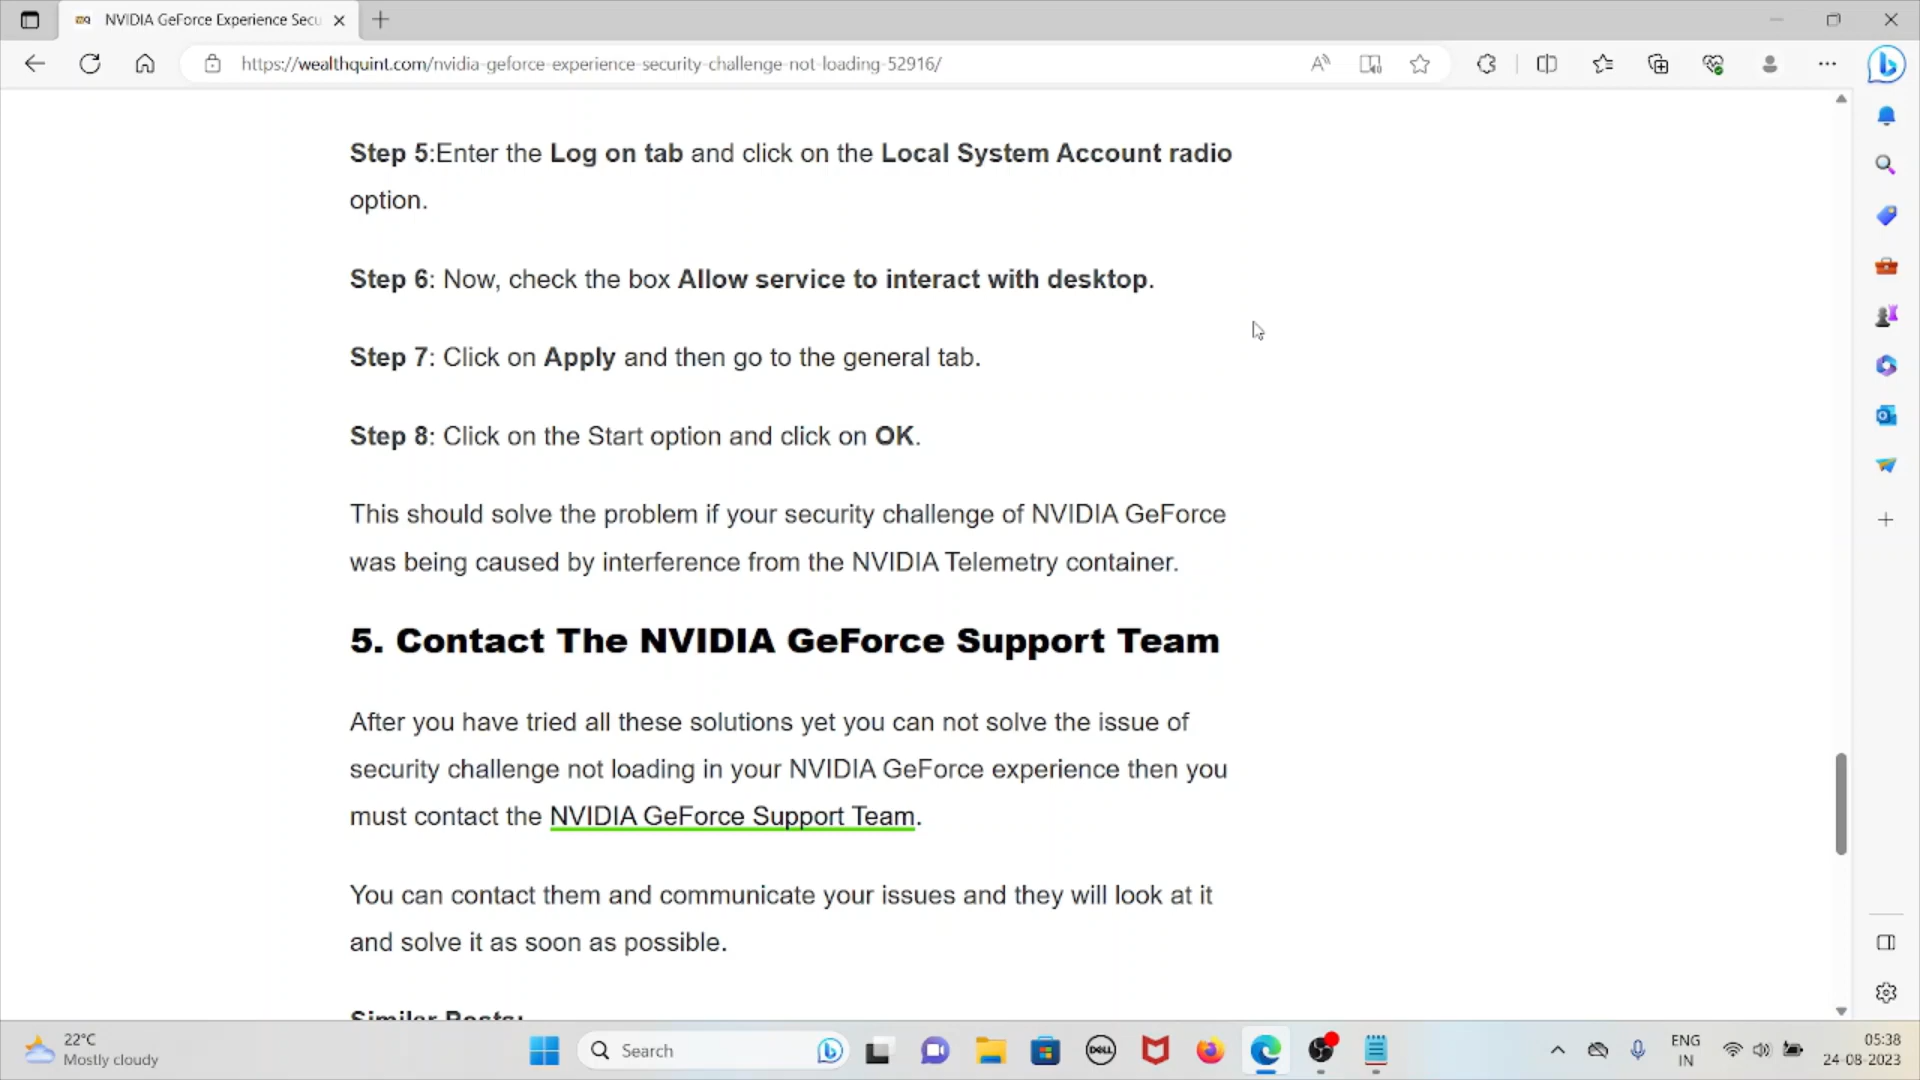 NVIDIA GeForce Experience Secu
https://wealthquint.com/nvidia-geforce-experience-security-challenge-not-loading-52916/
Step 5:Enter the Log on tab and click on the Local System Account radio
option.
Step 6: Now, check the box Allow service to interact with desktop.
Step 7: Click on Apply and then go to the general tab.
Step 8: Click on the Start option and click on OK.
This should solve the problem if your security challenge of NVIDIA GeForce
was being caused by interference from the NVIDIA Telemetry container.
5. Contact The NVIDIA GeForce Support Team
After you have tried all these solutions yet you can not solve the issue of
security challenge not loading in your NVIDIA GeForce experience then you
must contact the NVIDIA GeForce Support Team.
You can contact them and communicate your issues and they will look at it
and solve it as soon as possible.
Similar Posts:
22°C
Mostly cloudy
Search
DELL
ENG
IN
05:38
24-08-2023